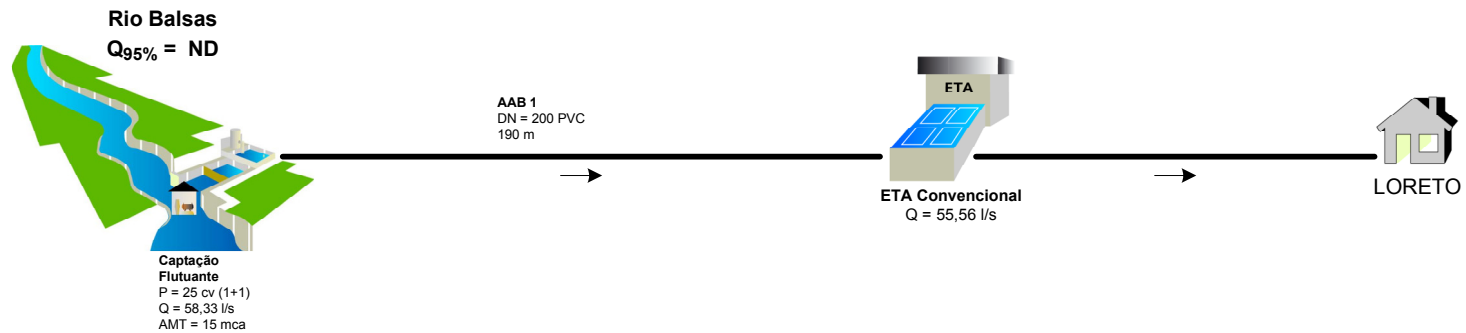 Rio Balsas
Q95% = ND
AAB 1
DN = 200 PVC
190 m
ETA
ETA Convencional
Q = 55,56 l/s
LORETO
Captação
Flutuante
P = 25 cv (1+1)
Q = 58,33 l/s
AMT = 15 mca